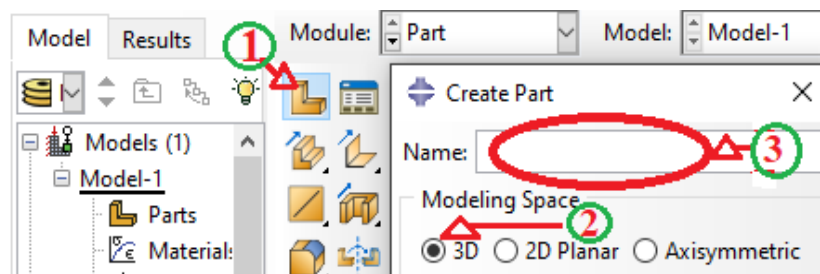 Model Results 1 Module: Part Model: Model-1
Create Part
Models (1) Name: 3
Model-1 Modeling Space
Parts 2
Materials 3D 2D Planar Axisymmetric